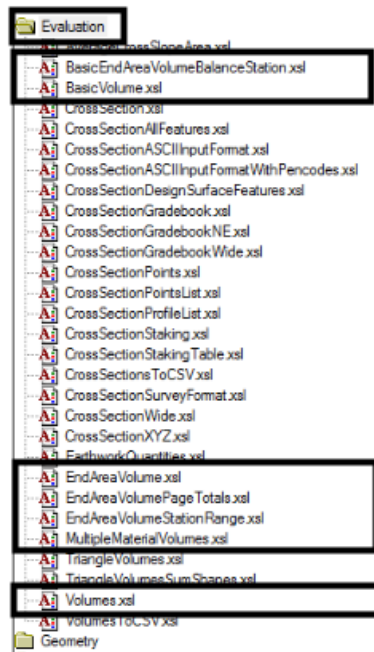 Evaluation
AverageCrossSlopeArea.xsl
BasicEndAreaVolumeBalanceStation.xsl
BasicVolume.xsl
CrossSection.xsl
CrossSectionAllFeatures.xsl
CrossSectionASCIIInputFormat.xsl
CrossSectionASCIIInputFormatWithPencodes.xsl
CrossSectionDesignSurfaceFeatures.xsl
CrossSectionGradebook.xsl
CrossSectionGradebookNE.xsl
CrossSectionGradebookWide.xsl
CrossSectionPoints.xsl
CrossSectionPointsList.xsl
CrossSectionProfileList.xsl
CrossSectionStaking.xsl
CrossSectionStakingTable.xsl
CrossSectionsToCSV.xsl
CrossSectionSurveyFormat.xsl
CrossSectionWide.xsl
CrossSectionXYZ.xsl
EarthworkQuantities.xsl
EndAreaVolume.xsl
EndAreaVolumePageTotals.xsl
EndAreaVolumeStationRange.xsl
MultipleMaterialVolumes.xsl
TriangleVolumes.xsl
TriangleVolumesSumShapes.xsl
Volumes.xsl
VolumesToCSV.xsl
Geometry